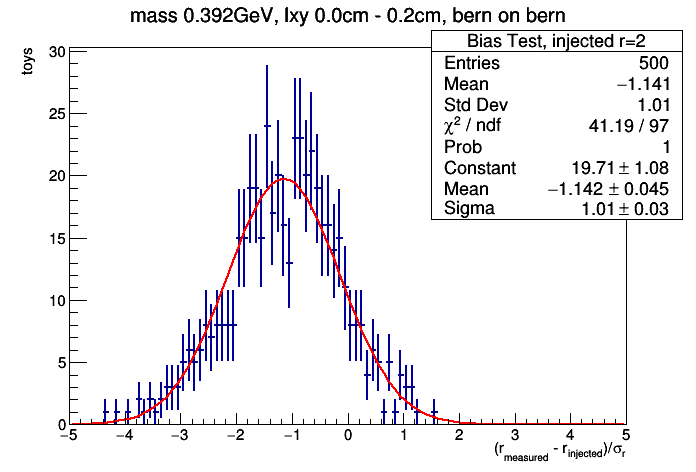 mass 0.392GeV, lxy 0.0cm - 0.2cm, bern on bern
Bias Test, injected r=2
Entries 500
Mean −1.141
Std Dev 1.01
χ² / ndf 41.19 / 97
Prob 1
Constant 19.71 ± 1.08
Mean −1.142 ± 0.045
Sigma 1.01 ± 0.03
toys
30
25
20
15
10
5
0
−5 −4 −3 −2 −1 0 1 2 3 4 5
(r_measured - r_injected)/σ_r